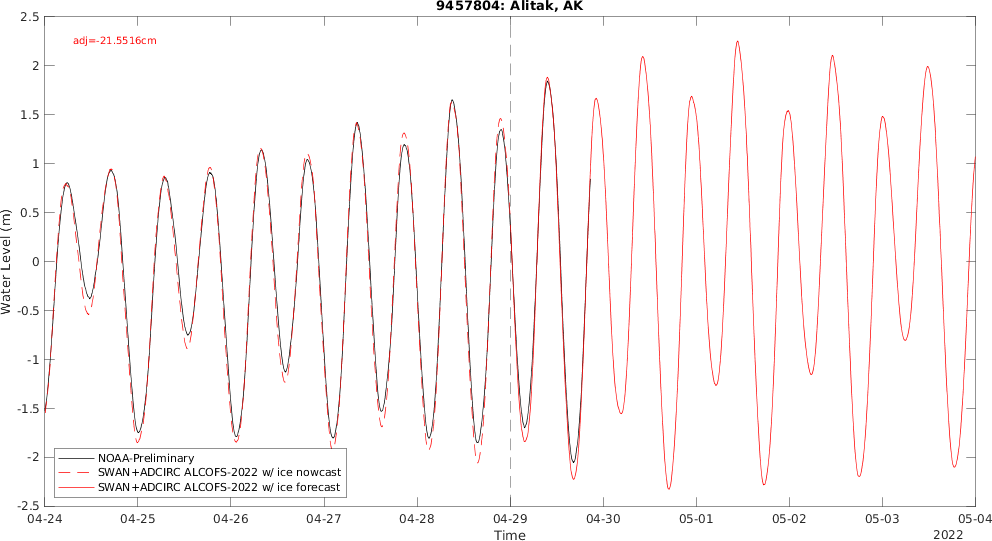 9457804: Alitak, AK
adj=-21.5516cm
2.5
2
1.5
1
0.5
0
-0.5
-1
-1.5
-2
-2.5
Water Level (m)
NOAA-Preliminary
SWAN+ADCIRC ALCOFS-2022 w/ ice nowcast
SWAN+ADCIRC ALCOFS-2022 w/ ice forecast
04-24 04-25 04-26 04-27 04-28 04-29 04-30 05-01 05-02 05-03 05-04
Time
2022